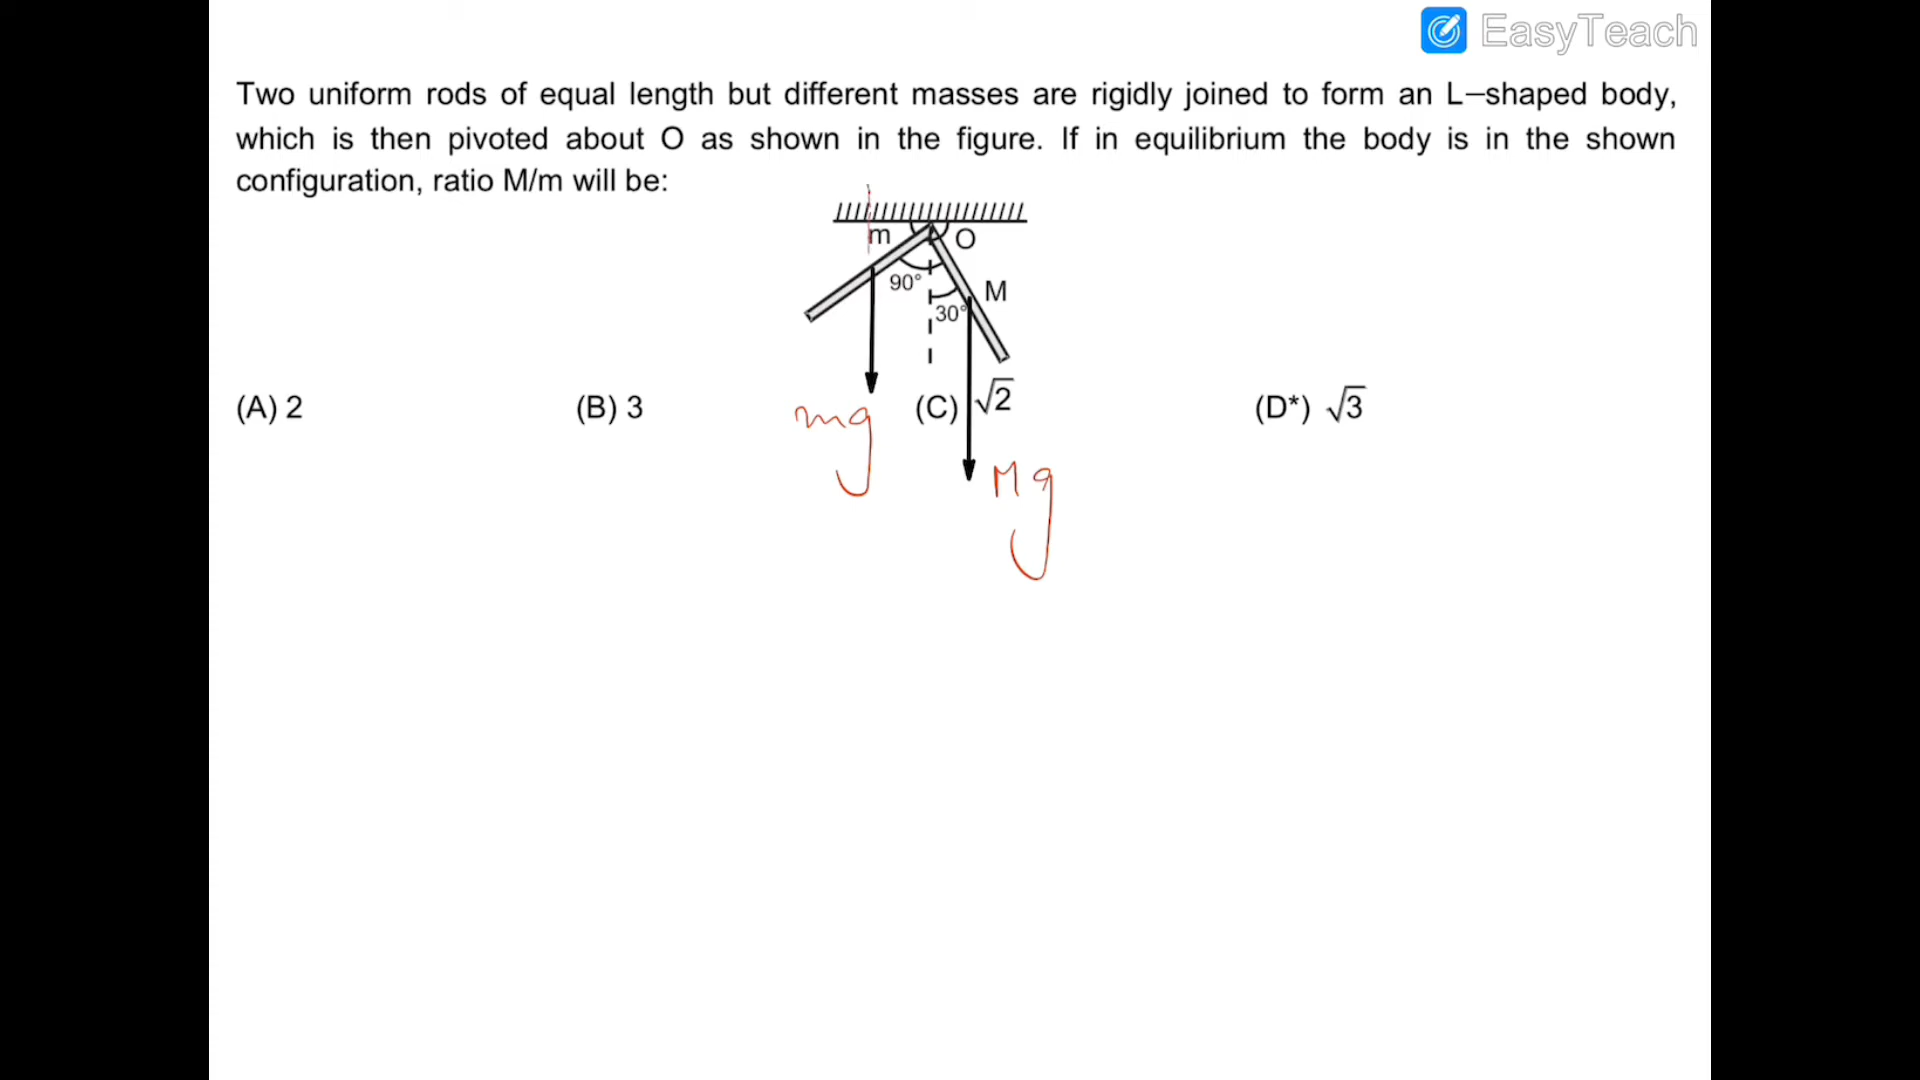 EasyTeach
Two uniform rods of equal length but different masses are rigidly joined to form an L–shaped body,
which is then pivoted about O as shown in the figure. If in equilibrium the body is in the shown
configuration, ratio M/m will be:
m O
90° M
30°
(A) 2 (B) 3 (C) √2 (D*) √3
mg
Mg